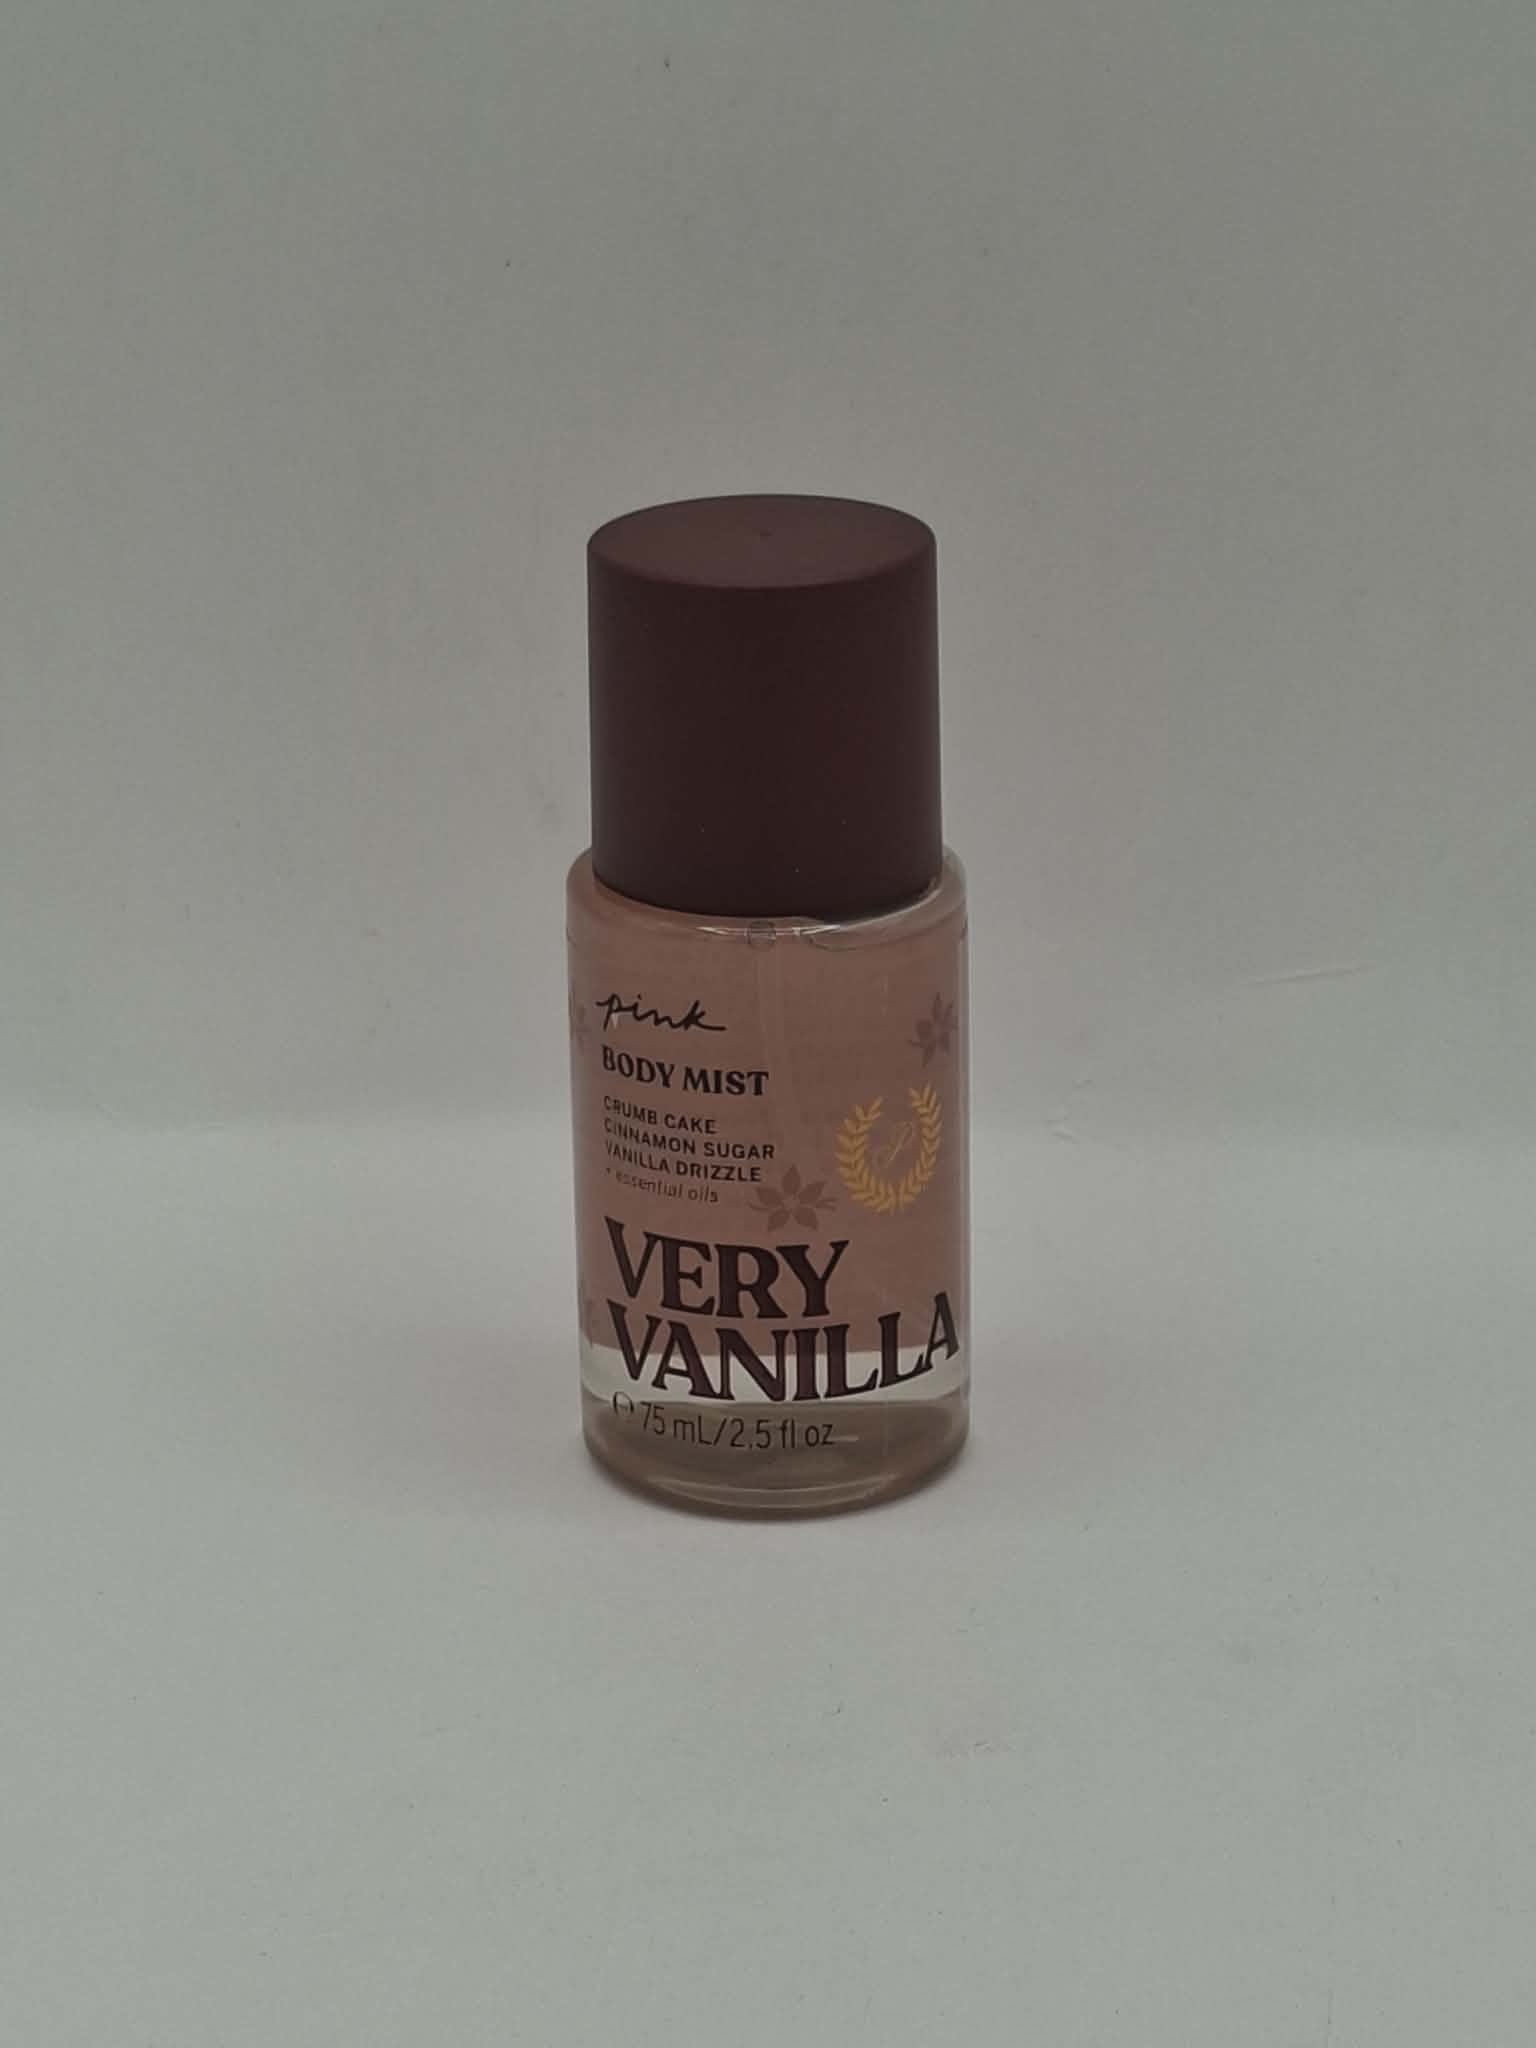 pink
BODY MIST
CRUMB CAKE
CINNAMON SUGAR
VANILLA DRIZZLE
+ essential oils
P
VERY
VANILLA
℮ 75 mL/2.5 fl oz